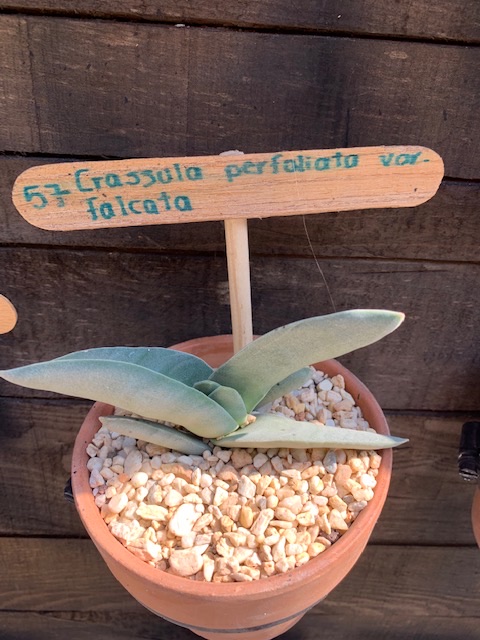 57 Crassula perfoliata var.
falcata